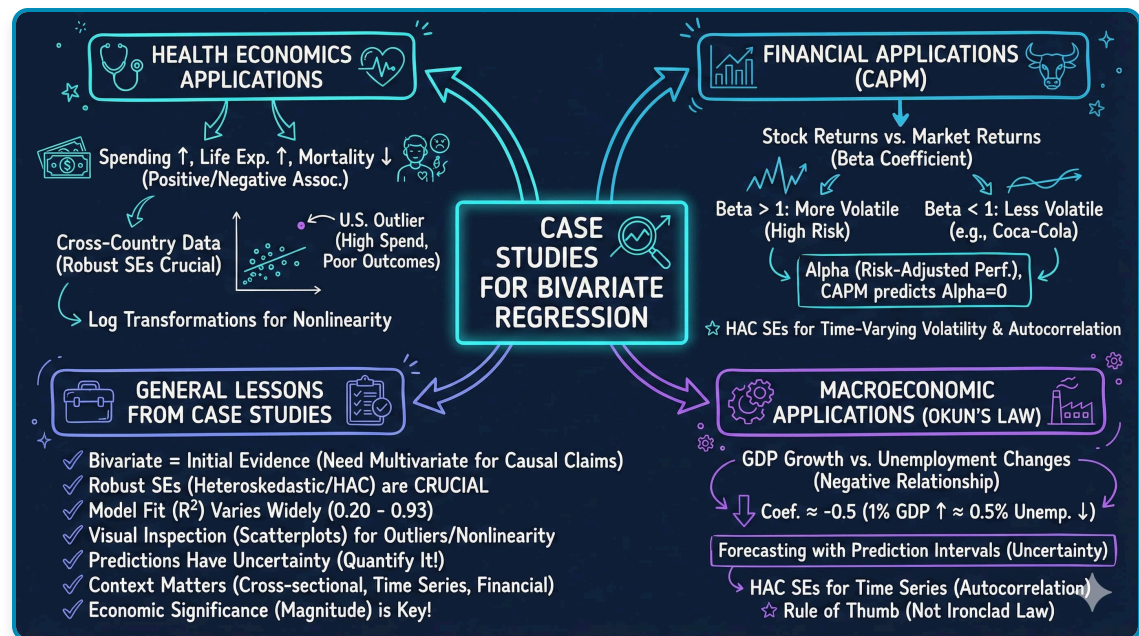 HEALTH ECONOMICS
APPLICATIONS
Spending ↑, Life Exp. ↑, Mortality ↓
(Positive/Negative Assoc.)
Cross-Country Data
(Robust SEs Crucial)
U.S. Outlier
(High Spend,
Poor Outcomes)
Log Transformations for Nonlinearity
FINANCIAL APPLICATIONS
(CAPM)
Stock Returns vs. Market Returns
(Beta Coefficient)
Beta > 1: More Volatile
(High Risk)
Beta < 1: Less Volatile
(e.g., Coca-Cola)
Alpha (Risk-Adjusted Perf.),
CAPM predicts Alpha=0
☆ HAC SEs for Time-Varying Volatility & Autocorrelation
CASE
STUDIES
FOR BIVARIATE
REGRESSION
GENERAL LESSONS
FROM CASE STUDIES
✓ Bivariate = Initial Evidence (Need Multivariate for Causal Claims)
✓ Robust SEs (Heteroskedastic/HAC) are CRUCIAL
✓ Model Fit (R²) Varies Widely (0.20 - 0.93)
✓ Visual Inspection (Scatterplots) for Outliers/Nonlinearity
✓ Predictions Have Uncertainty (Quantify It!)
✓ Context Matters (Cross-sectional, Time Series, Financial)
✓ Economic Significance (Magnitude) is Key!
MACROECONOMIC
APPLICATIONS (OKUN'S LAW)
GDP Growth vs. Unemployment Changes
(Negative Relationship)
Coef. ≈ -0.5 (1% GDP ↑ ≈ 0.5% Unemp. ↓)
Forecasting with Prediction Intervals (Uncertainty)
HAC SEs for Time Series (Autocorrelation)
☆ Rule of Thumb (Not Ironclad Law)